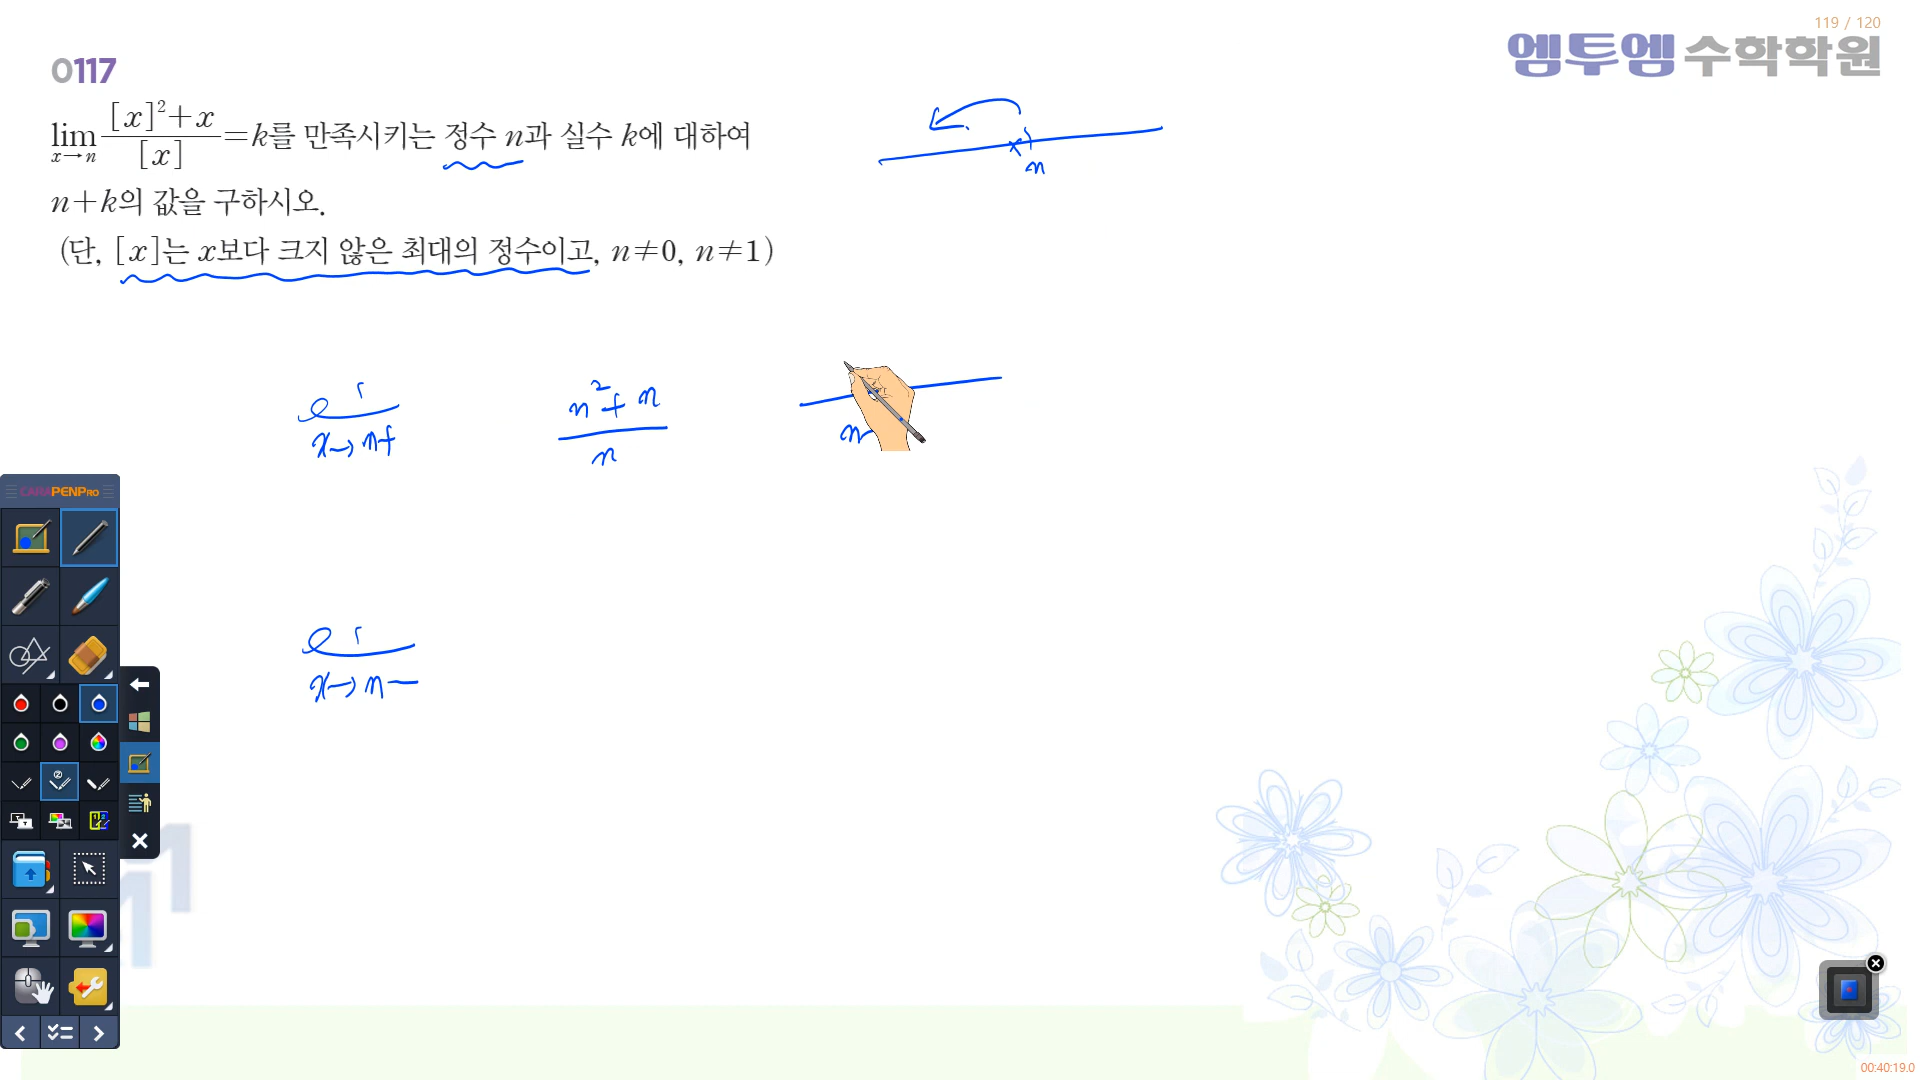 119 / 120
엠투엠수학학원
0117
lim_{x→n} ([x]²+x)/[x] = k를 만족시키는 정수 n과 실수 k에 대하여
n+k의 값을 구하시오.
(단, [x]는 x보다 크지 않은 최대의 정수이고, n≠0, n≠1)
n
x→n+
n²+n
n
n
x→n−
CARAPENPRO
00:40:19.0